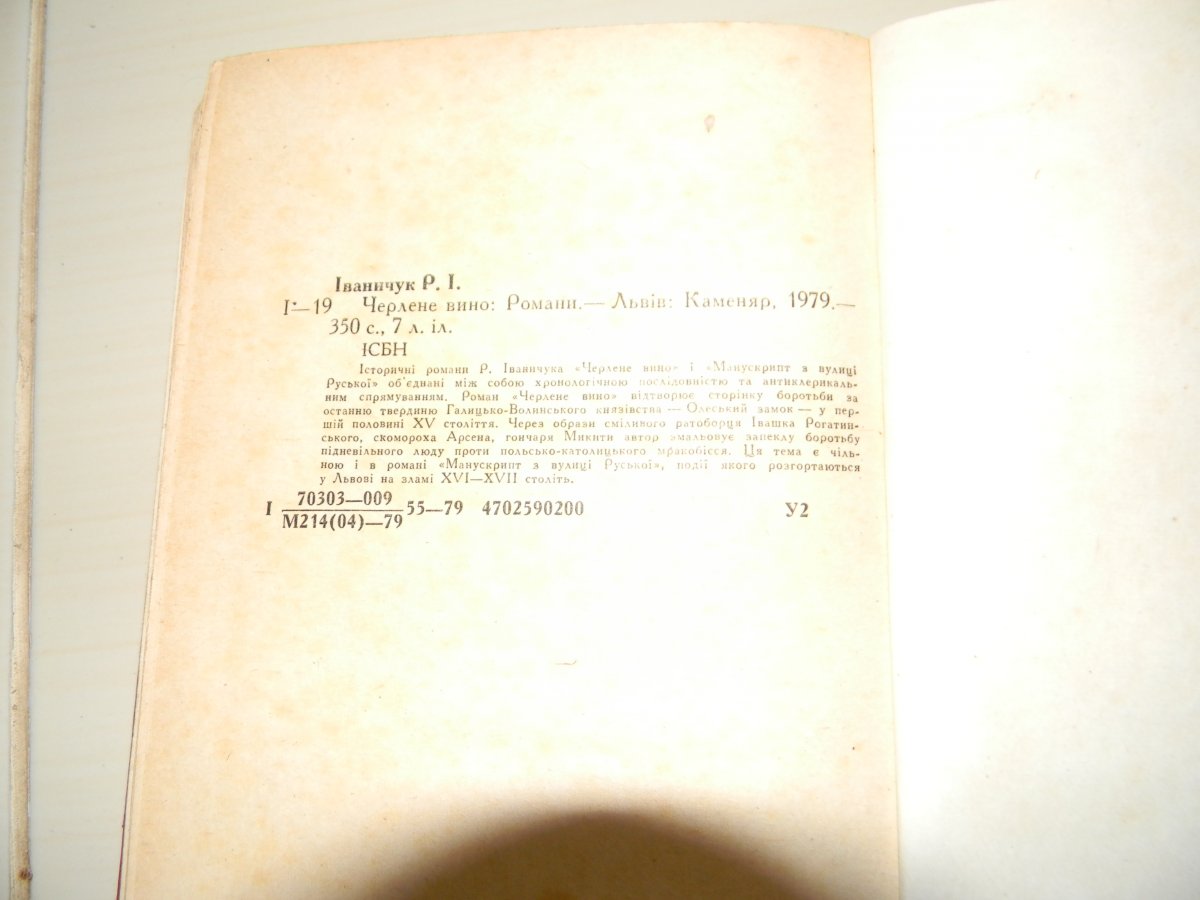 Іваничук Р. І.
І—19 Черлене вино: Романи.— Львів: Каменяр, 1979.—
350 с., 7 л. іл.
ІСБН
Історичні романи Р. Іваничука «Черлене вино» і «Манускрипт з вулиці
Руської» об'єднані між собою хронологічною послідовністю та антиклерикаль-
ним спрямуванням. Роман «Черлене вино» відтворює сторінку боротьби за
останню твердиню Галицько-Волинського князівства — Олеський замок — у пер-
шій половині XV століття. Через образи сміливого ратоборця Івашка Рогатин-
ського, скомороха Арсена, гончаря Микити автор змальовує запеклу боротьбу
підневільного люду проти польсько-католицького мракобісся. Ця тема є чіль-
ною і в романі «Манускрипт з вулиці Руської», події якого розгортаються
у Львові на зламі XVI—XVII століть.
І 70303—009
М214(04)—79 55—79 4702590200 У2